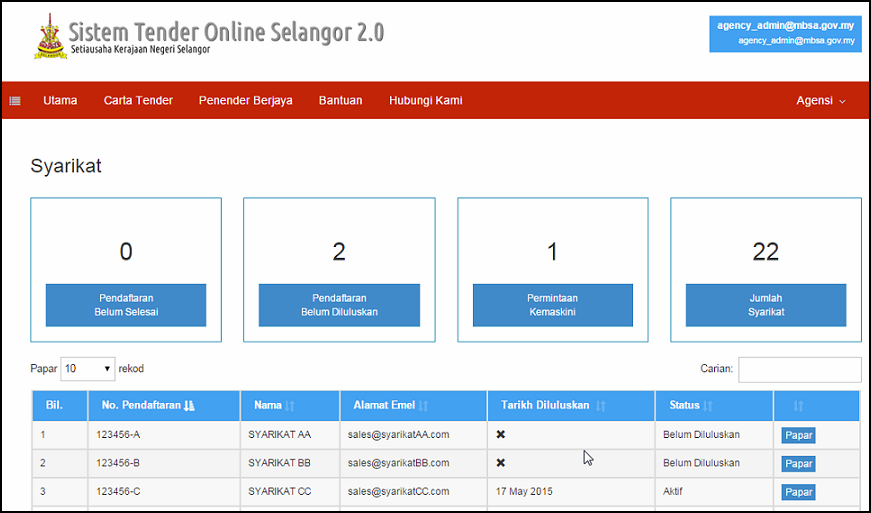 Sistem Tender Online Selangor 2.0
Setiausaha Kerajaan Negeri Selangor
agency_admin@mbsa.gov.my
agency_admin@mbsa.gov.my
Utama Carta Tender Penender Berjaya Bantuan Hubungi Kami Agensi
Syarikat
0 2 1 22
Pendaftaran Pendaftaran Permintaan Jumlah
Belum Selesai Belum Diluluskan Kemaskini Syarikat
Papar 10 rekod Carian:
Bil. No. Pendaftaran Nama Alamat Emel Tarikh Diluluskan Status
1 123456-A SYARIKAT AA sales@syarikatAA.com Belum Diluluskan Papar
2 123456-B SYARIKAT BB sales@syarikatBB.com Belum Diluluskan Papar
3 123456-C SYARIKAT CC sales@syarikatCC.com 17 May 2015 Aktif Papar